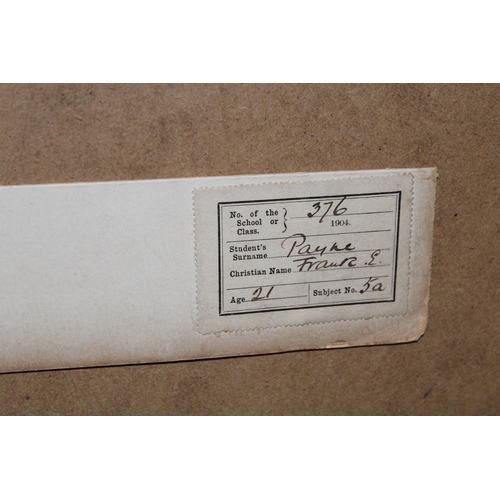 No. of the School or Class. } 376
1904.
Student's Surname Payne
Christian Name Frank E.
Age 21 Subject No. 5a